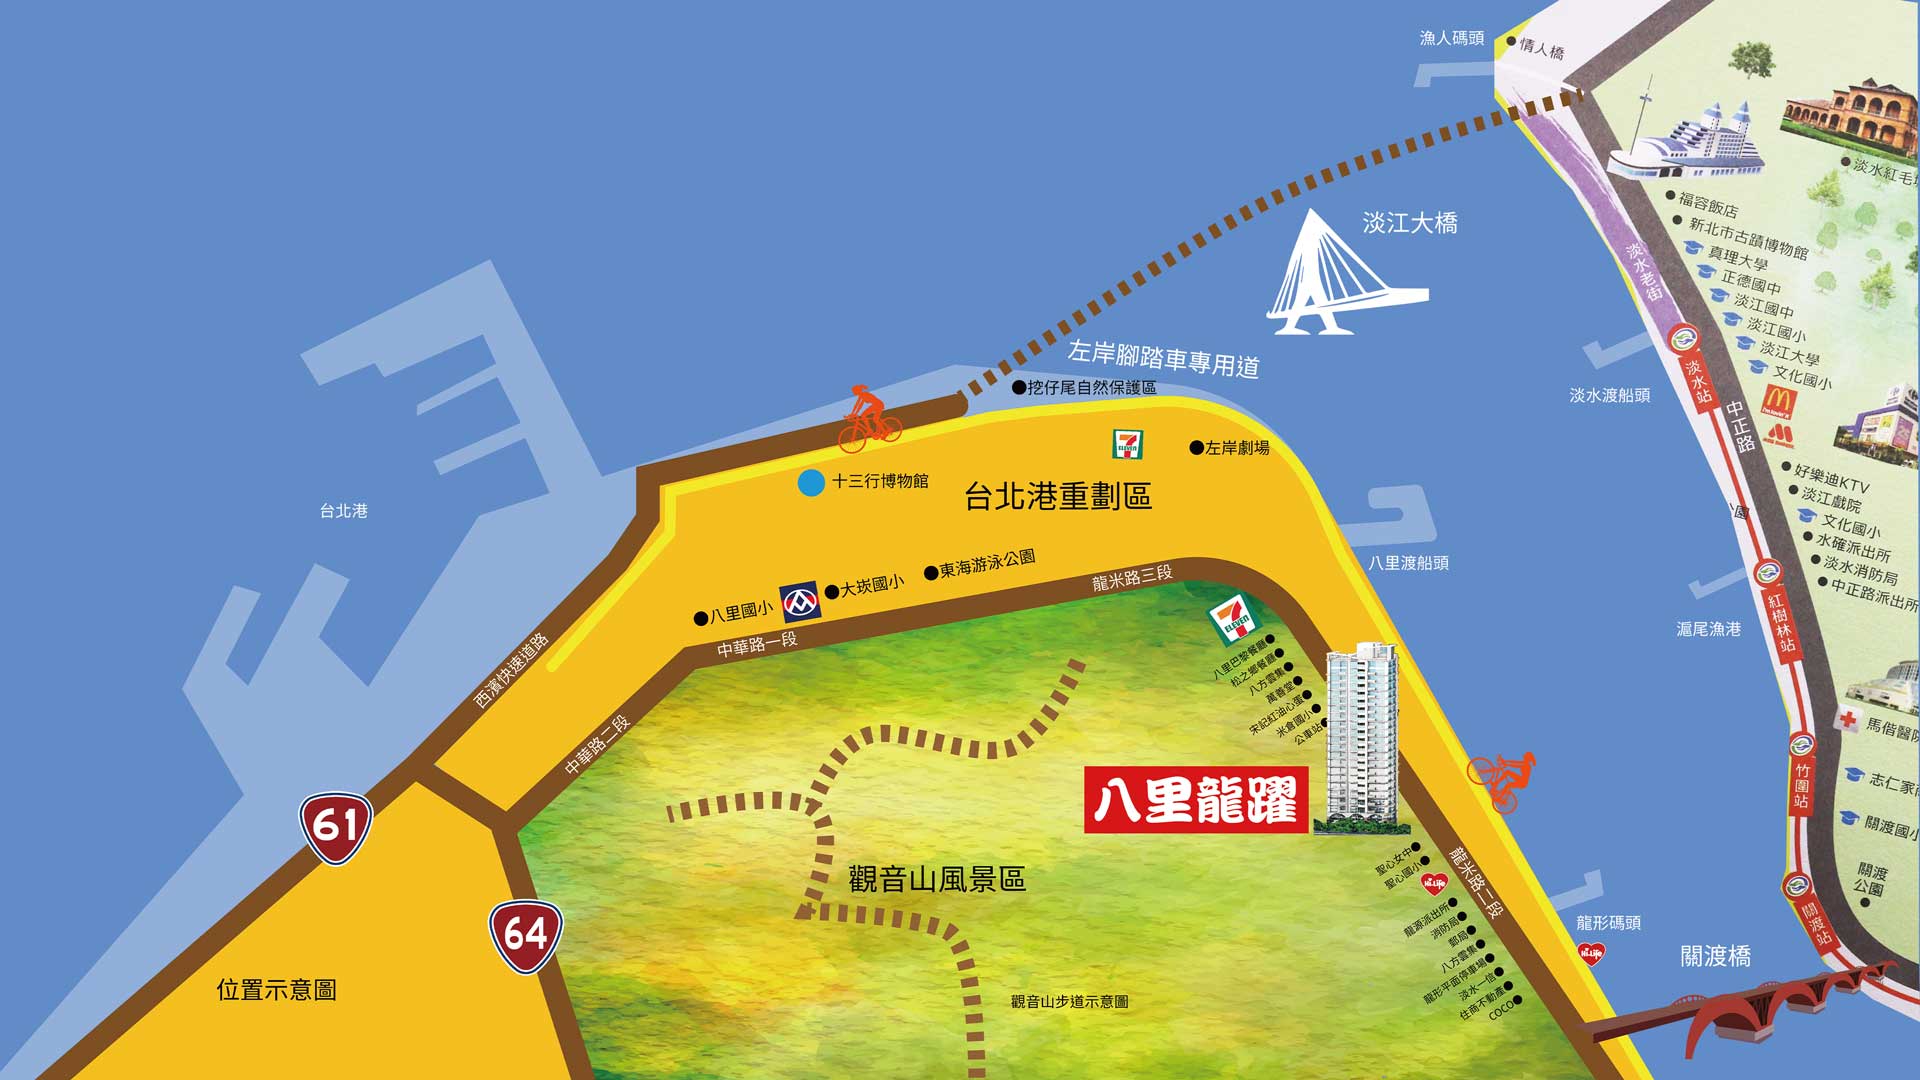 漁人碼頭
情人橋
淡水紅毛
福容飯店
新北市古蹟博物館
真理大學
正德國中
淡江國中
淡江國小
淡江大學
文化國小
淡水老街
淡江大橋
左岸腳踏車專用道
挖仔尾自然保護區
淡水渡船頭
淡水站
中正路
7
ELEVEN
左岸劇場
十三行博物館
台北港重劃區
台北港
好樂迪KTV
淡江戲院
文化國小
水確派出所
淡水消防局
中正路派出所
園
八里渡船頭
東海游泳公園
大崁國小
八里國小
龍米路三段
中華路一段
紅樹林站
滬尾漁港
西濱快速道路
中華路二段
7
ELEVEN
八里巴黎餐廳
松之鄉餐廳
八方雲集
萬善堂
宋記紅油心蛋
米倉國小
公車站
馬偕醫院
志仁家商
關渡國小
竹圍站
八里龍躍
61
64
觀音山風景區
聖心女中
聖心國小
Hi-Life
龍源派出所
消防局
郵局
八方雲集
龍形平面停車場
淡水一信
住商不動產
COCO
龍米路二段
關渡
公園
關渡站
龍形碼頭
Hi-Life
關渡橋
位置示意圖
觀音山步道示意圖